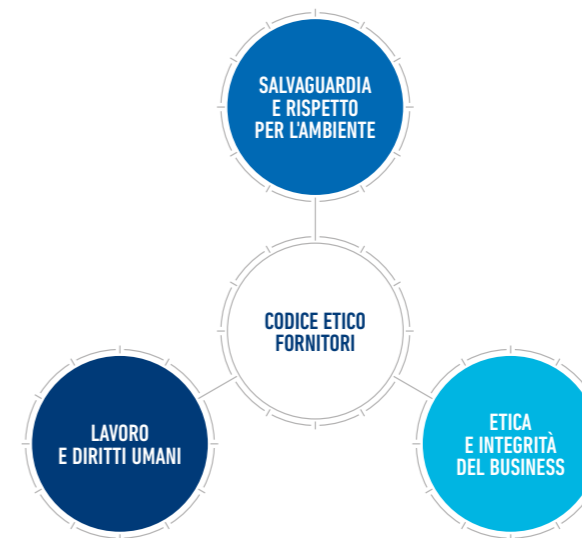 SALVAGUARDIA
E RISPETTO
PER L'AMBIENTE
CODICE ETICO
FORNITORI
LAVORO
E DIRITTI UMANI
ETICA
E INTEGRITÀ
DEL BUSINESS